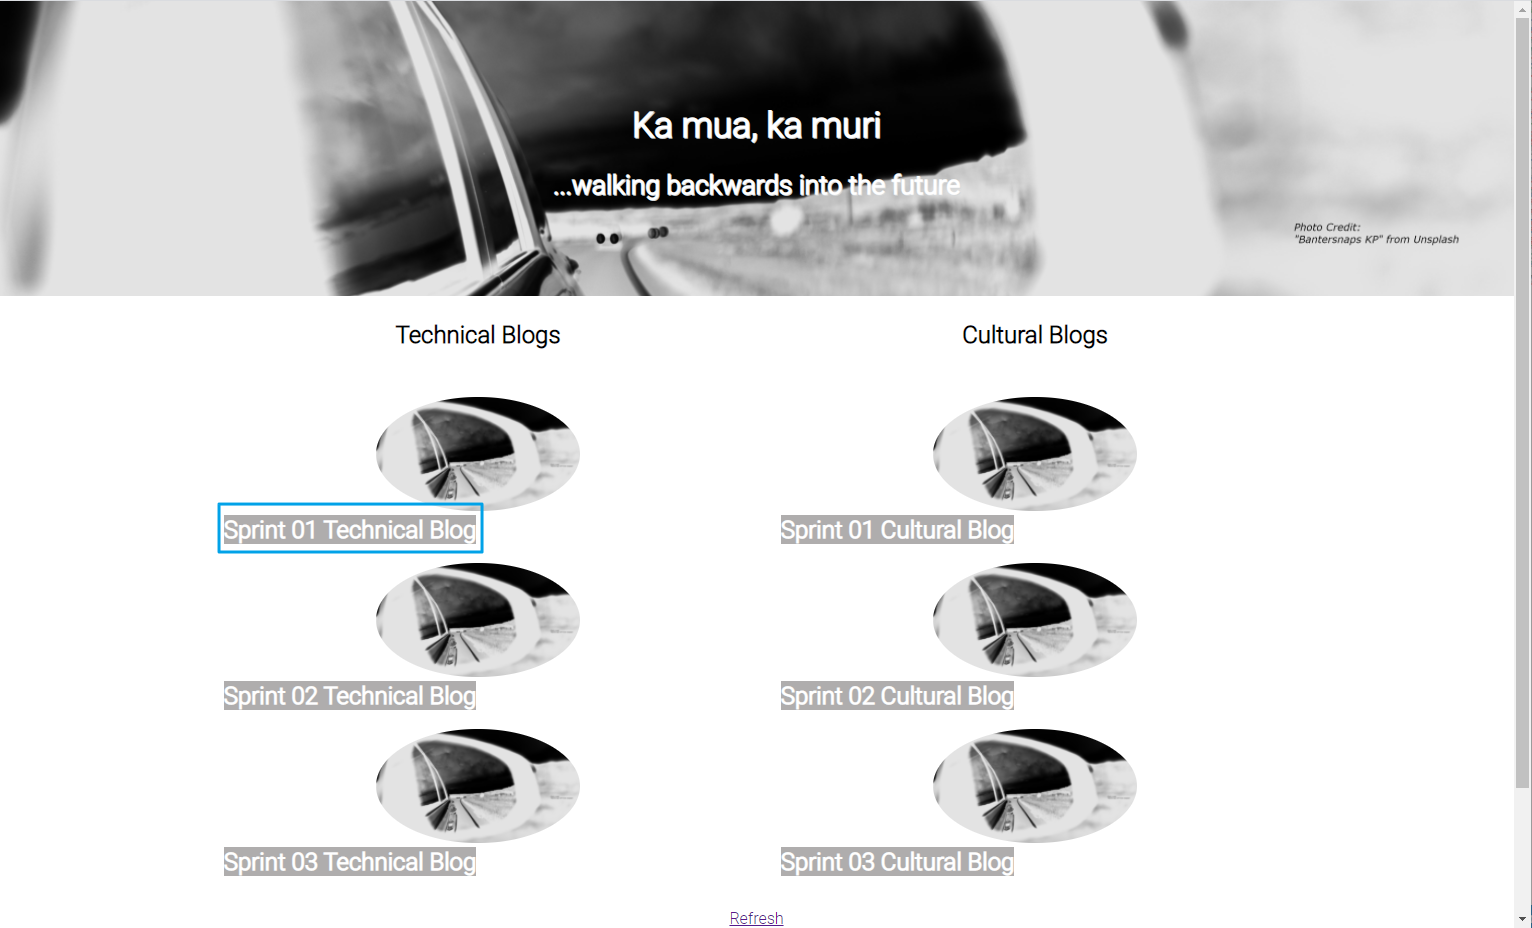 Ka mua, ka muri
...walking backwards into the future
Photo Credit:
"Bantersnaps KP" from Unsplash
Technical Blogs
Sprint 01 Technical Blog
Sprint 02 Technical Blog
Sprint 03 Technical Blog
Cultural Blogs
Sprint 01 Cultural Blog
Sprint 02 Cultural Blog
Sprint 03 Cultural Blog
Refresh